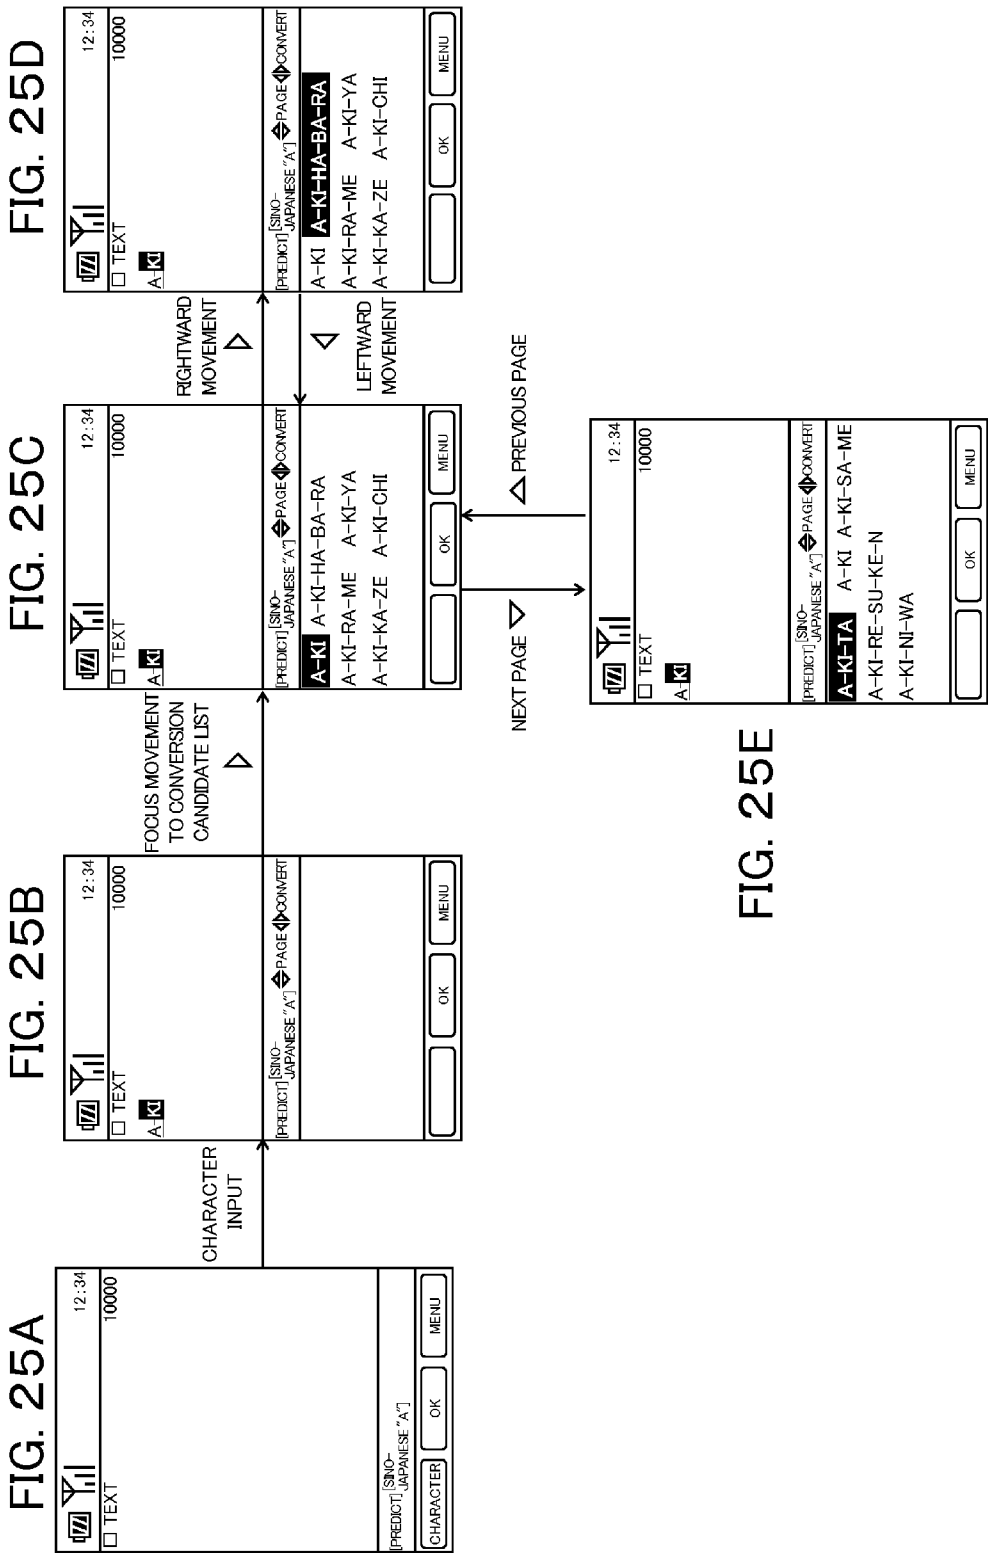 FIG. 25A
12:34
□ TEXT 10000
[PREDICT] [SINO-
JAPANESE "A"]
CHARACTER OK MENU
CHARACTER
INPUT
FIG. 25B
12:34
□ TEXT 10000
A-KI
[PREDICT] [SINO-
JAPANESE "A"] PAGE CONVERT
OK MENU
FOCUS MOVEMENT
TO CONVERSION
CANDIDATE LIST
FIG. 25C
12:34
□ TEXT 10000
A-KI
[PREDICT] [SINO-
JAPANESE "A"] PAGE CONVERT
A-KI A-KI-HA-BA-RA
A-KI-RA-ME A-KI-YA
A-KI-KA-ZE A-KI-CHI
OK MENU
RIGHTWARD
MOVEMENT
LEFTWARD
MOVEMENT
FIG. 25D
12:34
□ TEXT 10000
A-KI
[PREDICT] [SINO-
JAPANESE "A"] PAGE CONVERT
A-KI A-KI-HA-BA-RA
A-KI-RA-ME A-KI-YA
A-KI-KA-ZE A-KI-CHI
OK MENU
NEXT PAGE
PREVIOUS PAGE
FIG. 25E
12:34
□ TEXT 10000
A-KI
[PREDICT] [SINO-
JAPANESE "A"] PAGE CONVERT
A-KI-TA A-KI A-KI-SA-ME
A-KI-RE-SU-KE-N
A-KI-NI-WA
OK MENU